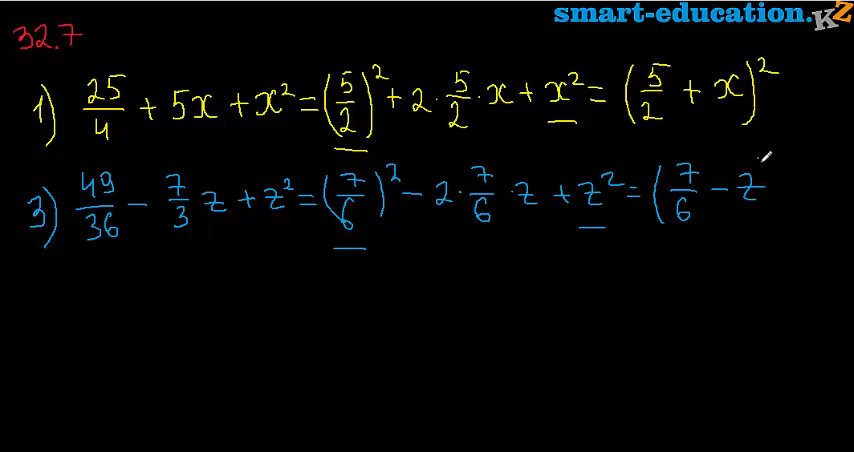 smart-education.KZ
32.7
1) 25/4 + 5x + x² = (5/2)² + 2 · 5/2 · x + x² = (5/2 + x)²
3) 49/36 − 7/3 z + z² = (7/6)² − 2 · 7/6 · z + z² = (7/6 − z